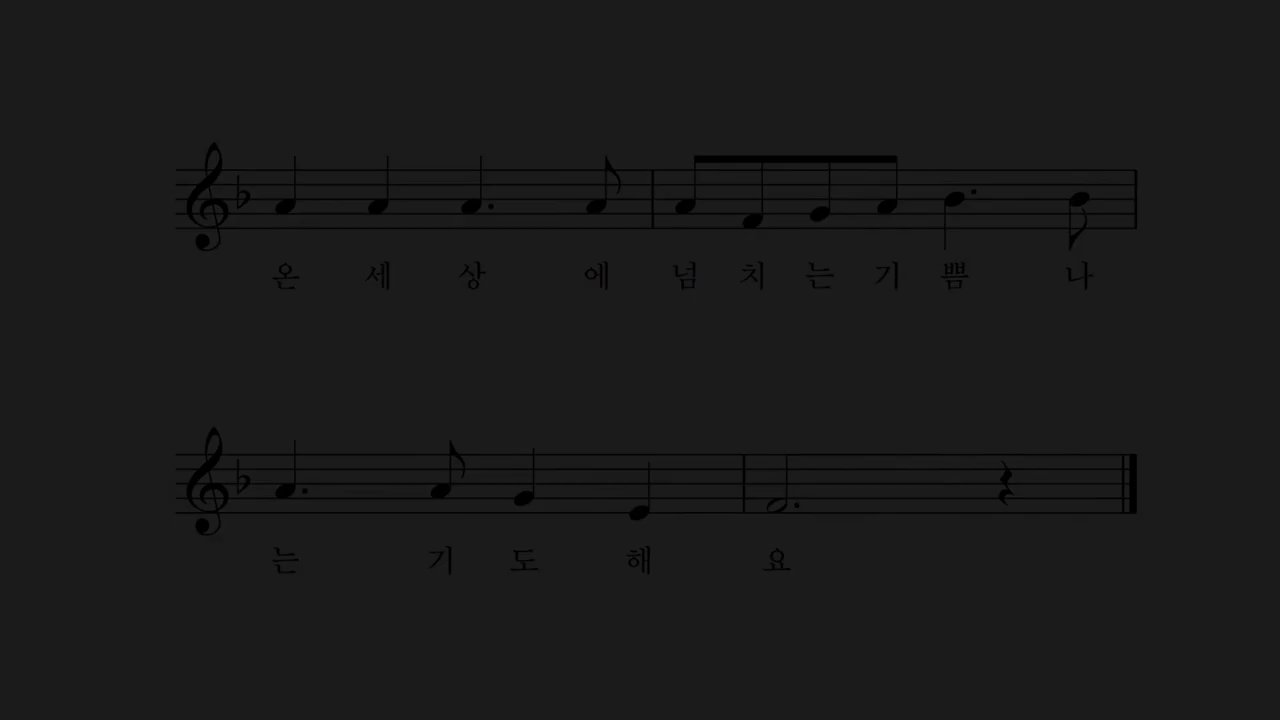 온 세 상 에 넘 치 는 기 쁨 나
는 기 도 해 요